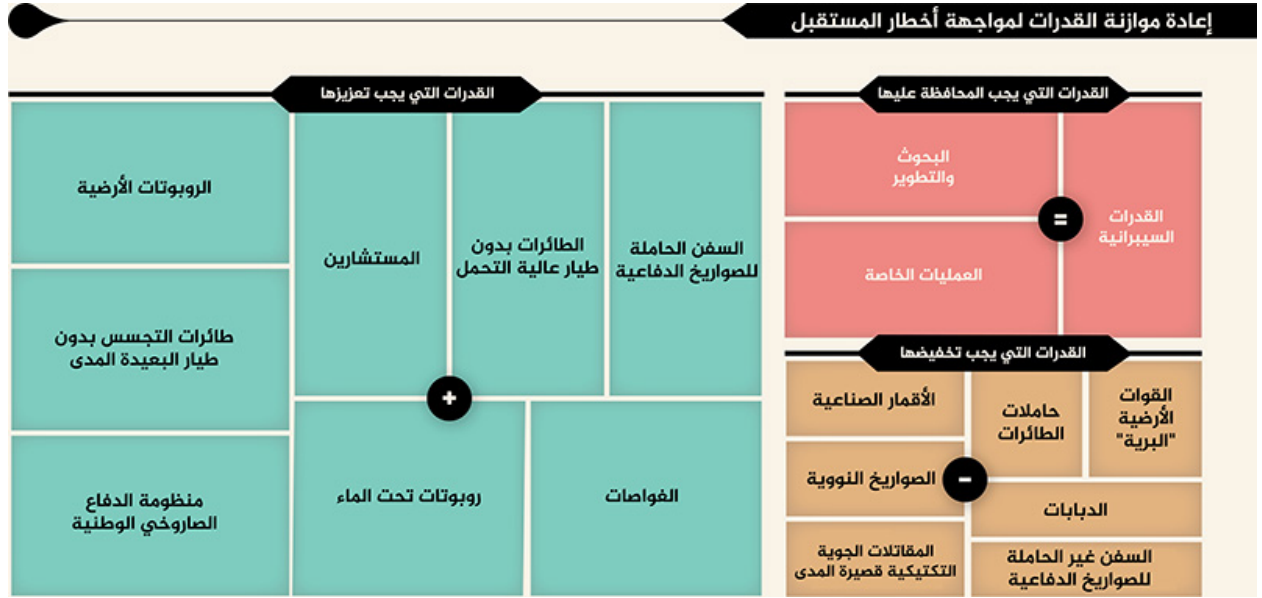 إعادة موازنة القدرات لمواجهة أخطار المستقبل
القدرات التي يجب المحافظة عليها
القدرات
السيبرانية
البحوث
والتطوير
=
العمليات الخاصة
القدرات التي يجب تخفيضها
القوات
الأرضية
"البرية"
حاملات
الطائرات
الأقمار الصناعية
الصواريخ النووية
-
الدبابات
السفن غير الحاملة
للصواريخ الدفاعية
المقاتلات الجوية
التكتيكية قصيرة المدى
القدرات التي يجب تعزيزها
السفن الحاملة
للصواريخ الدفاعية
الطائرات بدون
طيار عالية التحمل
المستشارين
الروبوتات الأرضية
طائرات التجسس بدون
طيار البعيدة المدى
+
الغواصات
روبوتات تحت الماء
منظومة الدفاع
الصاروخي الوطنية